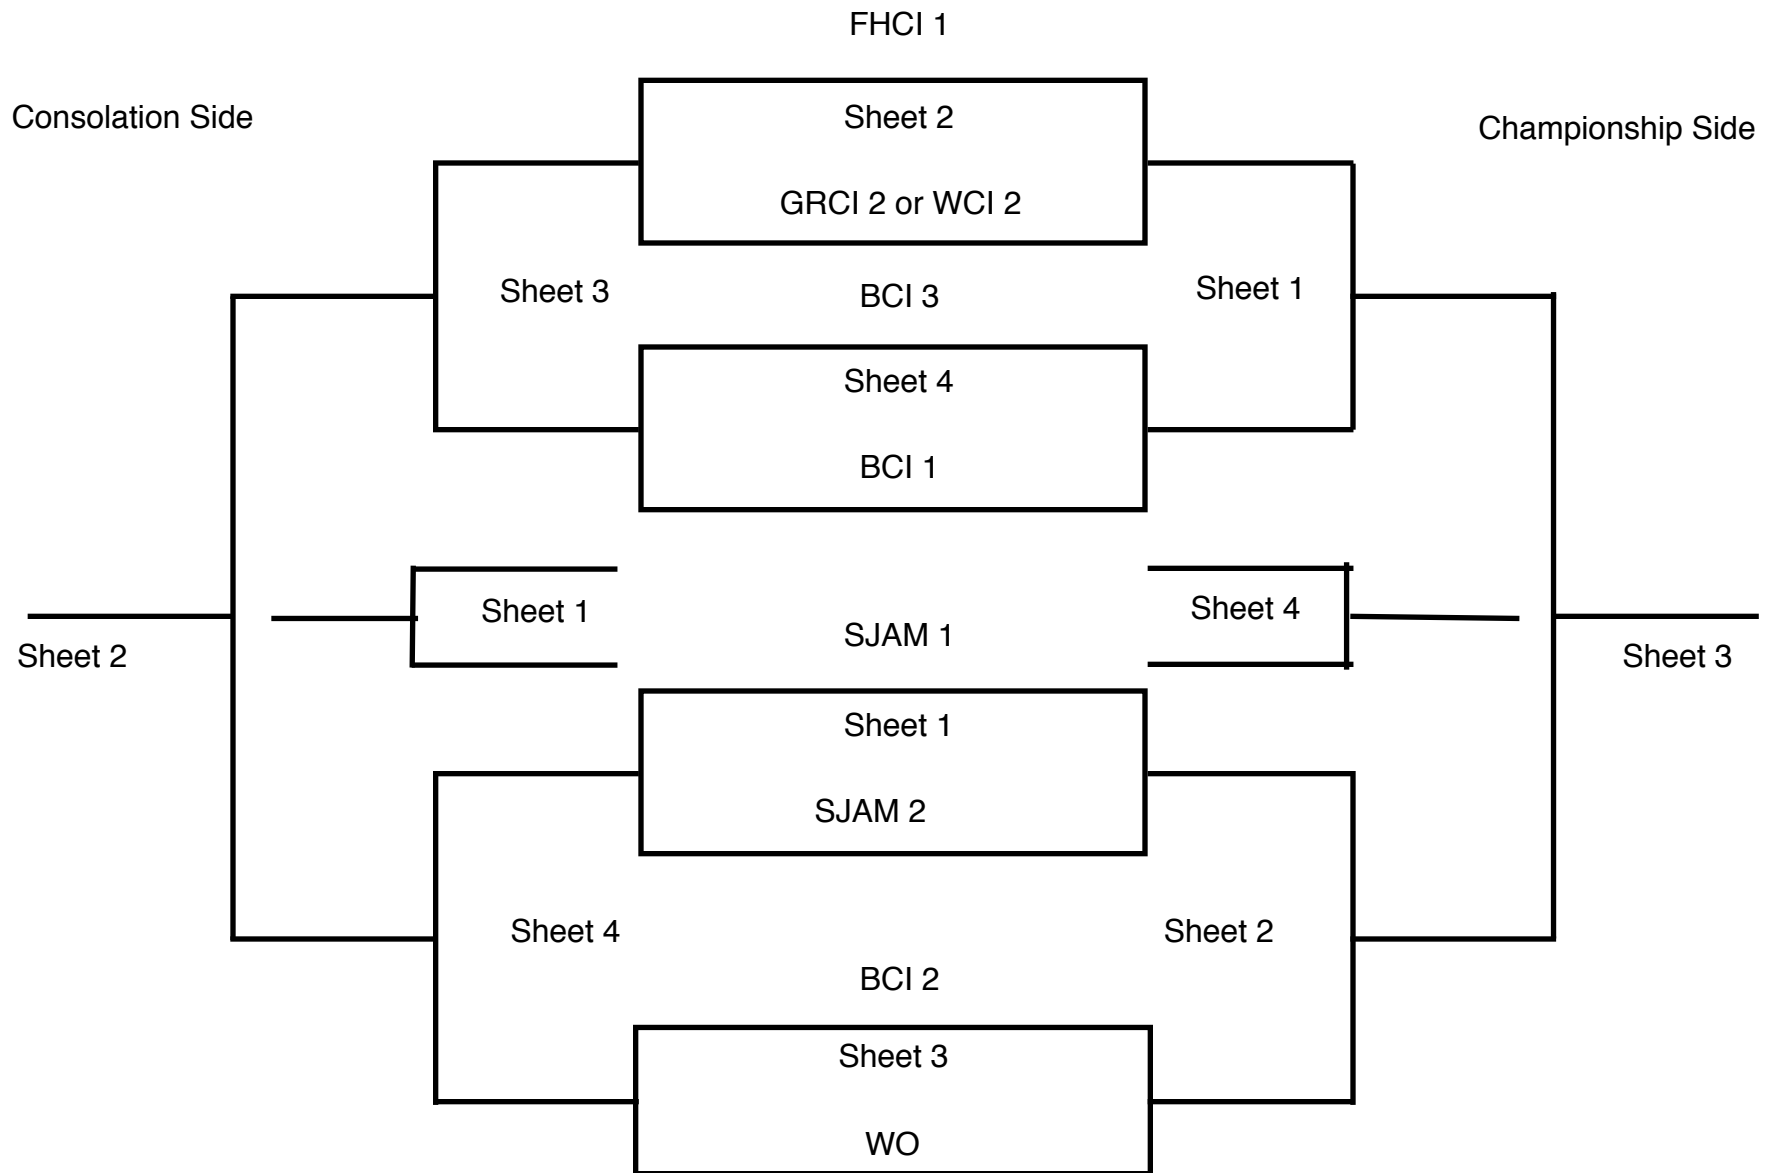 FHCI 1
Consolation Side
Sheet 2
Championship Side
GRCI 2 or WCI 2
Sheet 3
BCI 3
Sheet 1
Sheet 4
BCI 1
Sheet 1
SJAM 1
Sheet 4
Sheet 2
Sheet 3
Sheet 1
SJAM 2
Sheet 4
Sheet 2
BCI 2
Sheet 3
WO